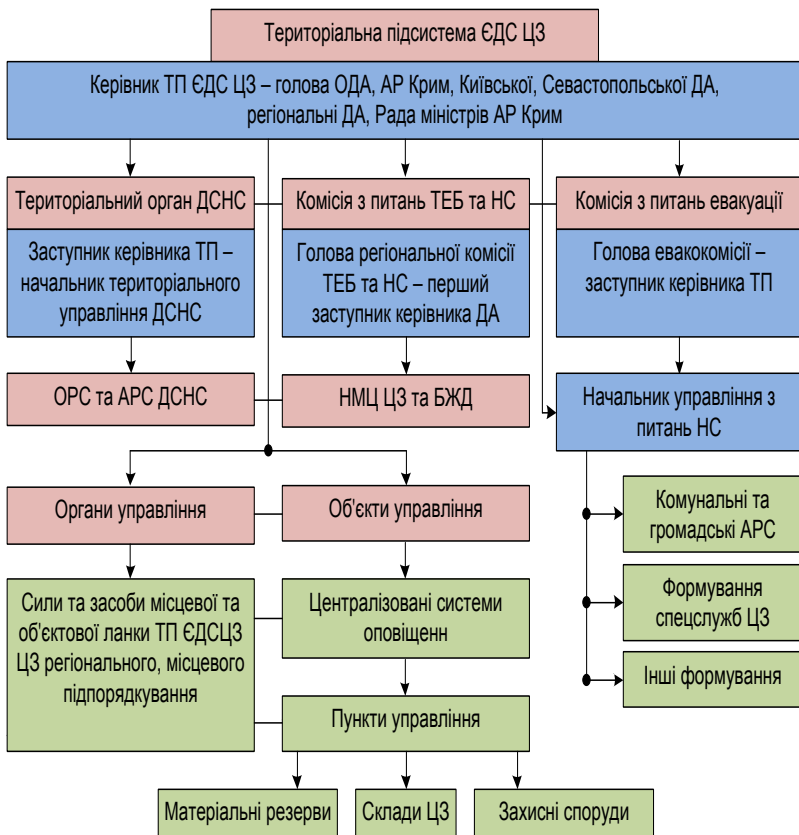 Територіальна підсистема ЄДС ЦЗ
Керівник ТП ЄДС ЦЗ – голова ОДА, АР Крим, Київської, Севастопольської ДА,
регіональні ДА, Рада міністрів АР Крим
Територіальний орган ДСНС
Заступник керівника ТП –
начальник територіального
управління ДСНС
Комісія з питань ТЕБ та НС
Голова регіональної комісії
ТЕБ та НС – перший
заступник керівника ДА
Комісія з питань евакуації
Голова евакокомісії –
заступник керівника ТП
ОРС та АРС ДСНС
НМЦ ЦЗ та БЖД
Начальник управління з
питань НС
Органи управління
Об'єкти управління
Комунальні та
громадські АРС
Сили та засоби місцевої та
об'єктової ланки ТП ЄДСЦЗ
ЦЗ регіонального, місцевого
підпорядкування
Централізовані системи
оповіщенн
Формування
спецслужб ЦЗ
Інші формування
Пункти управління
Матеріальні резерви
Склади ЦЗ
Захисні споруди